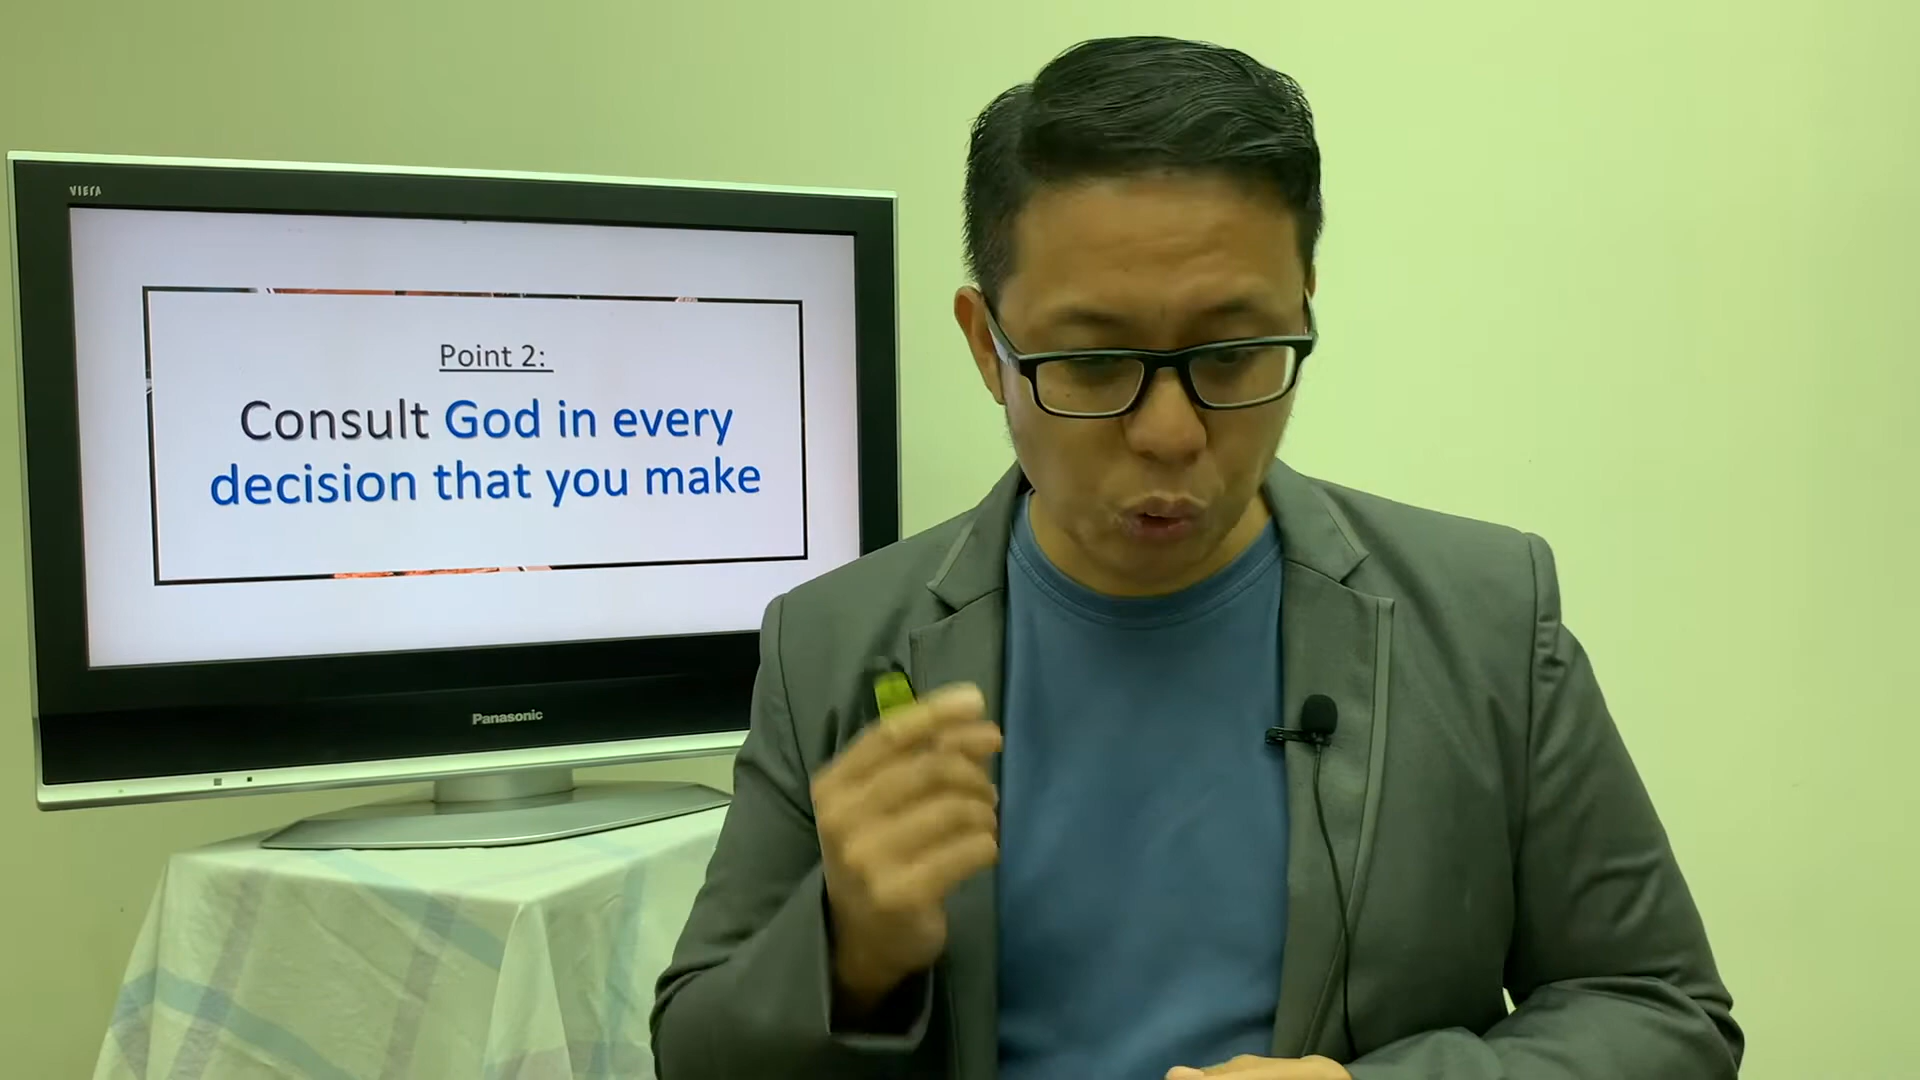 VIERA
Point 2:
Consult God in every
decision that you make
Panasonic